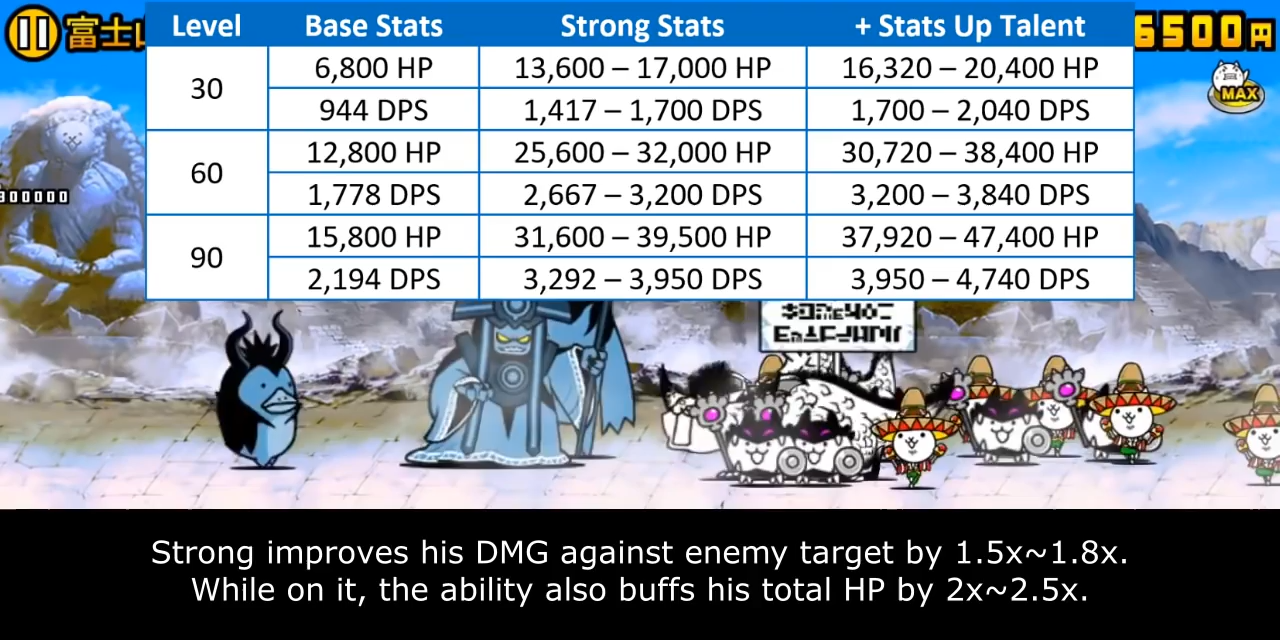 富士
6500円
MAX
300000
Level Base Stats Strong Stats + Stats Up Talent
30 6,800 HP 13,600 – 17,000 HP 16,320 – 20,400 HP
944 DPS 1,417 – 1,700 DPS 1,700 – 2,040 DPS
60 12,800 HP 25,600 – 32,000 HP 30,720 – 38,400 HP
1,778 DPS 2,667 – 3,200 DPS 3,200 – 3,840 DPS
90 15,800 HP 31,600 – 39,500 HP 37,920 – 47,400 HP
2,194 DPS 3,292 – 3,950 DPS 3,950 – 4,740 DPS
Strong improves his DMG against enemy target by 1.5x~1.8x.
While on it, the ability also buffs his total HP by 2x~2.5x.